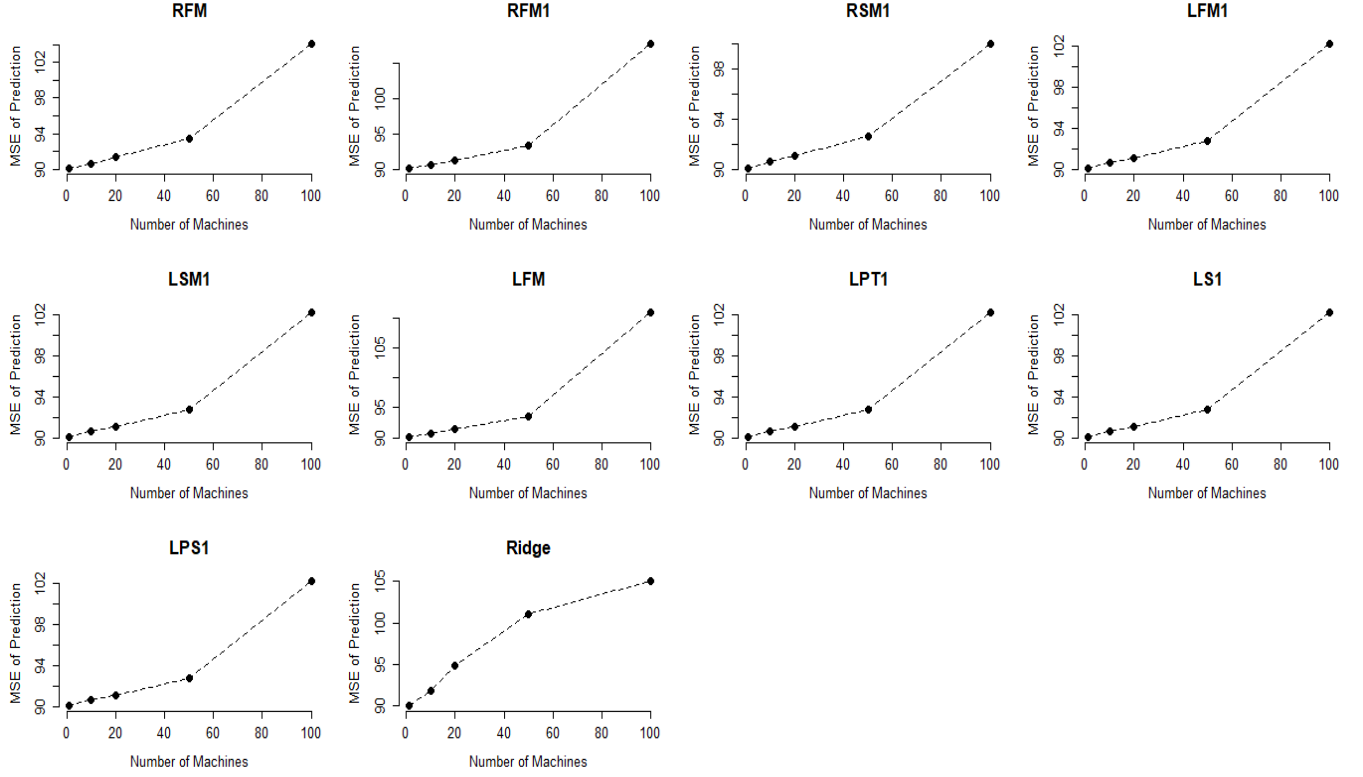 RFM
MSE of Prediction
90 94 98 102
0 20 40 60 80 100
Number of Machines
RFM1
MSE of Prediction
90 95 100
0 20 40 60 80 100
Number of Machines
RSM1
MSE of Prediction
90 94 98
0 20 40 60 80 100
Number of Machines
LFM1
MSE of Prediction
90 94 98 102
0 20 40 60 80 100
Number of Machines
LSM1
MSE of Prediction
90 94 98 102
0 20 40 60 80 100
Number of Machines
LFM
MSE of Prediction
90 95 105
0 20 40 60 80 100
Number of Machines
LPT1
MSE of Prediction
90 94 98 102
0 20 40 60 80 100
Number of Machines
LS1
MSE of Prediction
90 94 98 102
0 20 40 60 80 100
Number of Machines
LPS1
MSE of Prediction
90 94 98 102
0 20 40 60 80 100
Number of Machines
Ridge
MSE of Prediction
90 95 100 105
0 20 40 60 80 100
Number of Machines